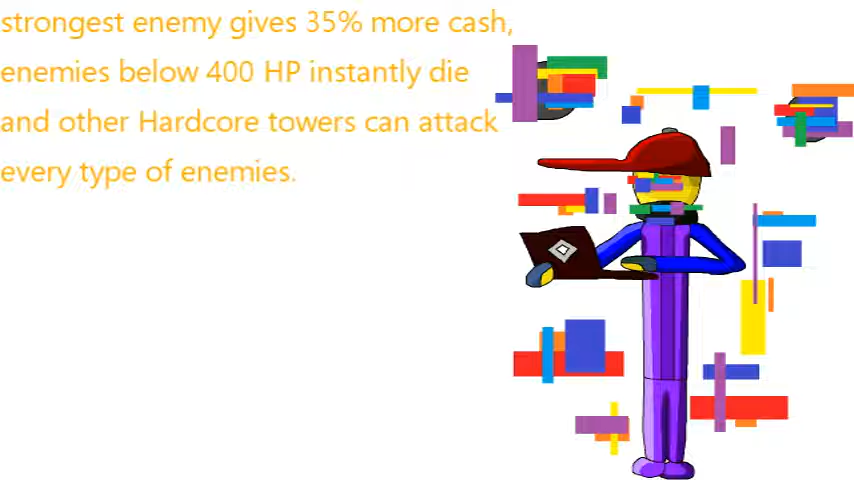 strongest enemy gives 35% more cash,
enemies below 400 HP instantly die
and other Hardcore towers can attack
every type of enemies.